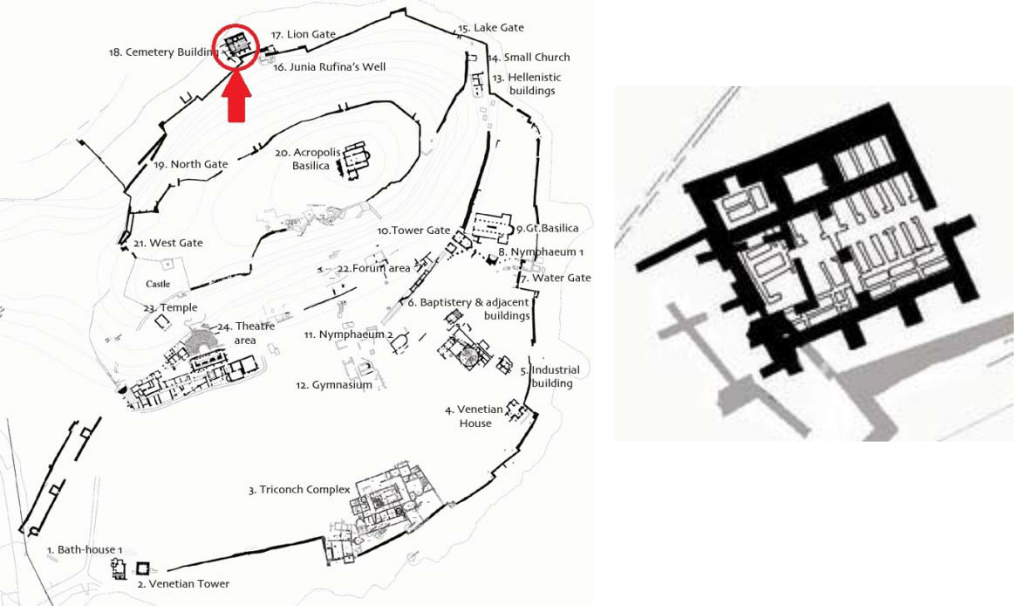 15. Lake Gate
17. Lion Gate
18. Cemetery Building
14. Small Church
16. Junia Rufina's Well
13. Hellenistic
buildings
20. Acropolis
Basilica
19. North Gate
10.Tower Gate
9.Gt.Basilica
21. West Gate
8. Nymphaeum 1
22.Forum area
7. Water Gate
Castle
6. Baptistery & adjacent
buildings
23. Temple
24. Theatre
area
11. Nymphaeum 2
5. Industrial
building
12. Gymnasium
4. Venetian
House
3. Triconch Complex
1. Bath-house 1
2. Venetian Tower